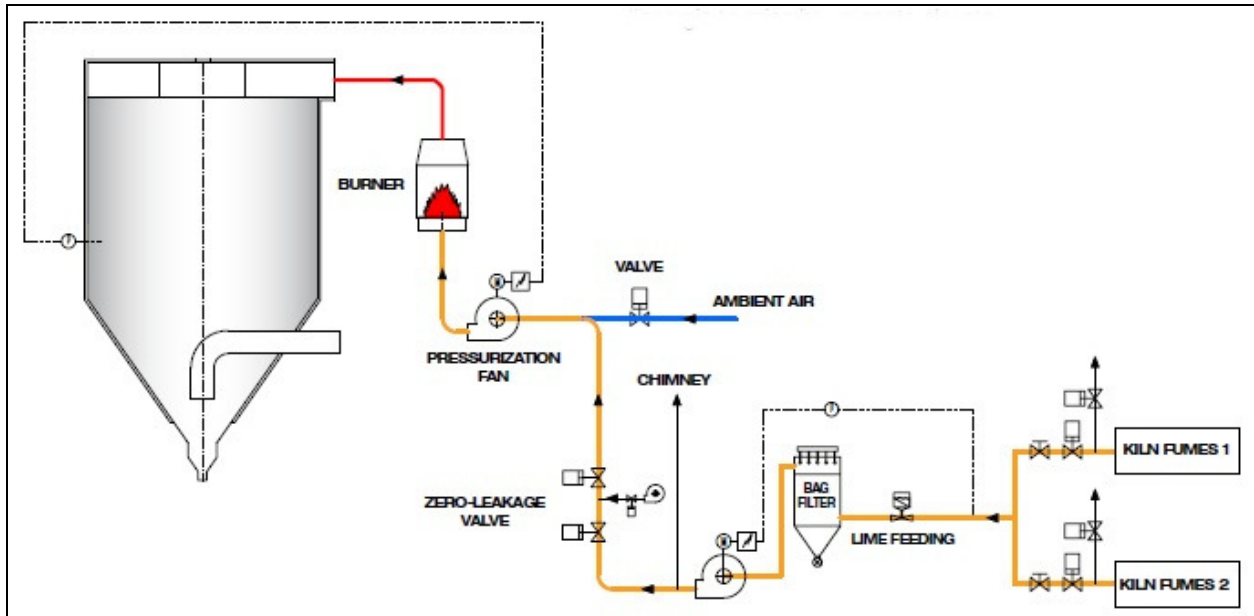 BURNER
VALVE
AMBIENT AIR
PRESSURIZATION
FAN
CHIMNEY
KILN FUMES 1
BAG
FILTER
ZERO-LEAKAGE
VALVE
LIME FEEDING
KILN FUMES 2